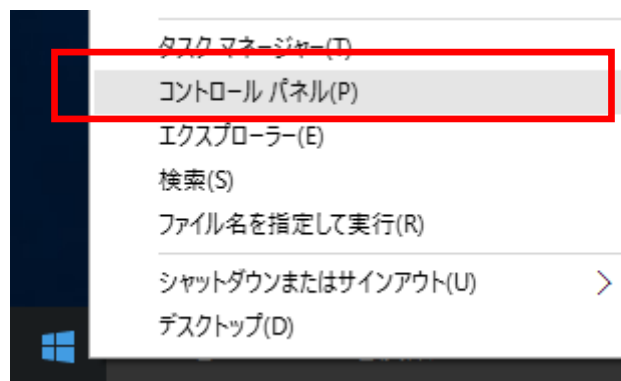 タスク マネージャー(T)
コントロール パネル(P)
エクスプローラー(E)
検索(S)
ファイル名を指定して実行(R)
シャットダウンまたはサインアウト(U)
デスクトップ(D)